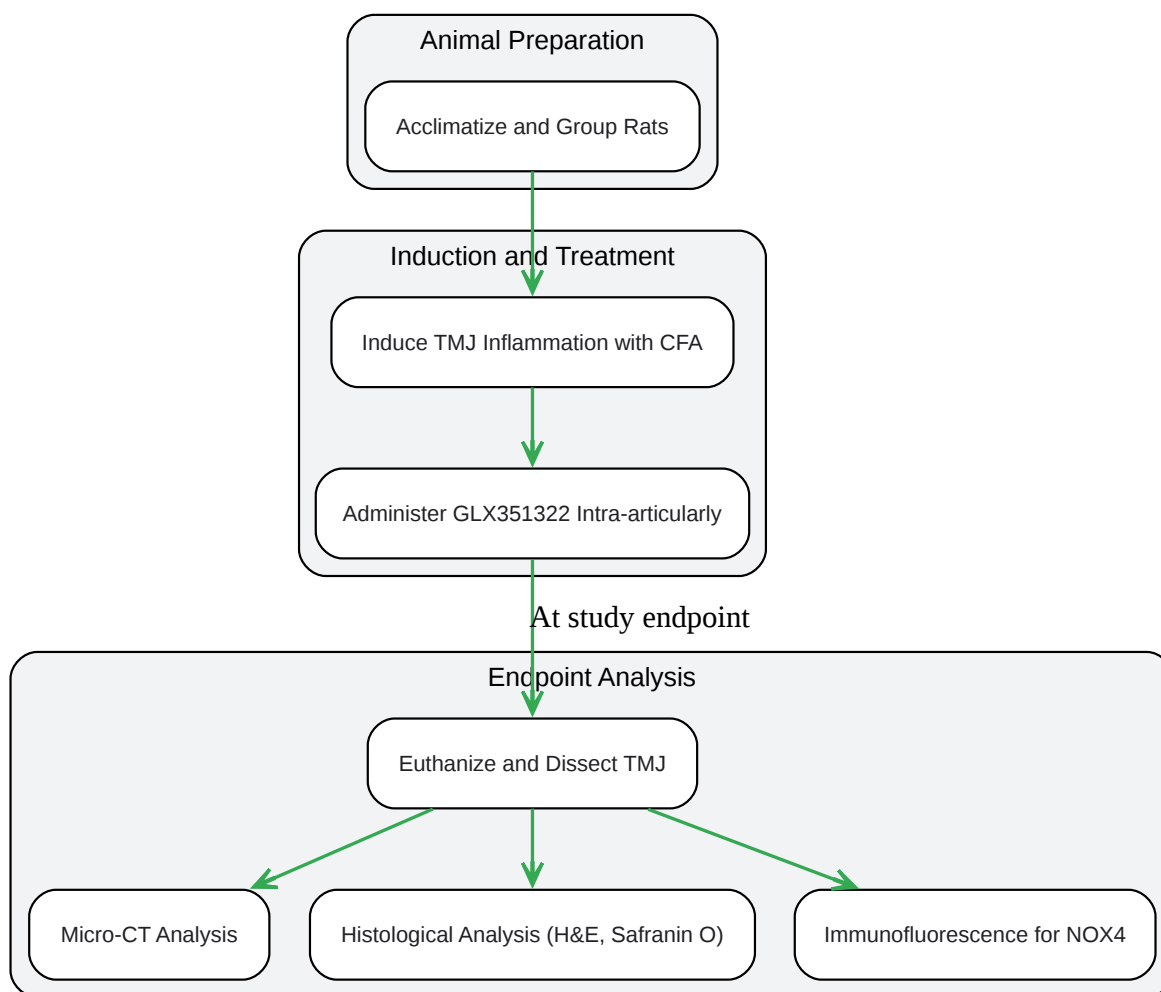 Animal Preparation
Acclimatize and Group Rats
Induction and Treatment
Induce TMJ Inflammation with CFA
Administer GLX351322 Intra-articularly
At study endpoint
Endpoint Analysis
Euthanize and Dissect TMJ
Micro-CT Analysis
Histological Analysis (H&E, Safranin O)
Immunofluorescence for NOX4